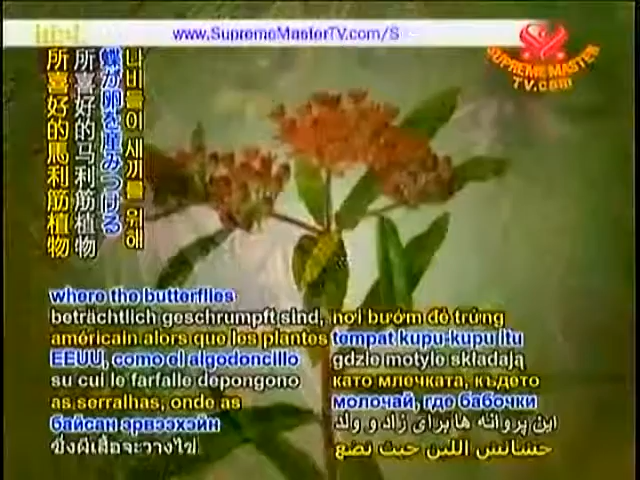 www.SupremeMasterTV.com/S
SUPREME MASTER
TV.com
나비들이 새끼를 위해
蝶が卵を産みつける
所喜好的马利筋植物
所喜好的馬利筋植物
where the butterflies
beträchtlich geschrumpft sind,
américain alors que les plantes
EEUU, como el algodoncillo
su cui le farfalle depongono
as serralhas, onde as
байсан эрвээхэйн
ซึ่งผีเสื้อจะวางไข่
nơi bướm đẻ trứng
tempat kupu-kupu itu
gdzie motyle składają
като млечката, където
молочай, где бабочки
این پروانه ها برای زاد و ولد
حشائش اللبن حيث تضع